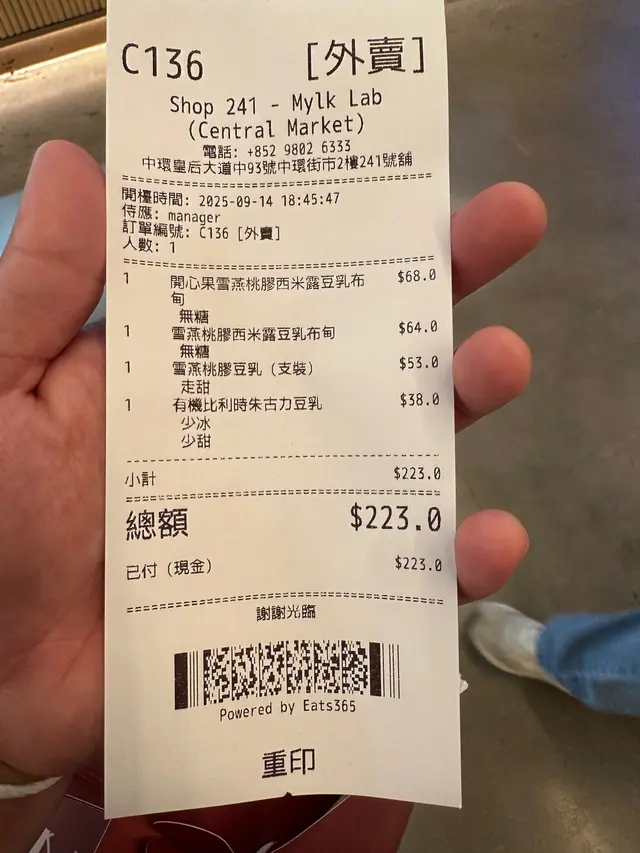 C136 [外賣]
Shop 241 - Mylk Lab
(Central Market)
電話: +852 9802 6333
中環皇后大道中93號中環街市2樓241號舖
開檯時間: 2025-09-14 18:45:47
侍應: manager
訂單編號: C136 [外賣]
人數: 1
1 開心果雪燕桃膠西米露豆乳布 $68.0
甸
無糖
1 雪燕桃膠西米露豆乳布甸 $64.0
無糖
1 雪燕桃膠豆乳 (支裝) $53.0
走甜
1 有機比利時朱古力豆乳 $38.0
少冰
少甜
小計 $223.0
總額 $223.0
已付 (現金) $223.0
謝謝光臨
Powered by Eats365
重印